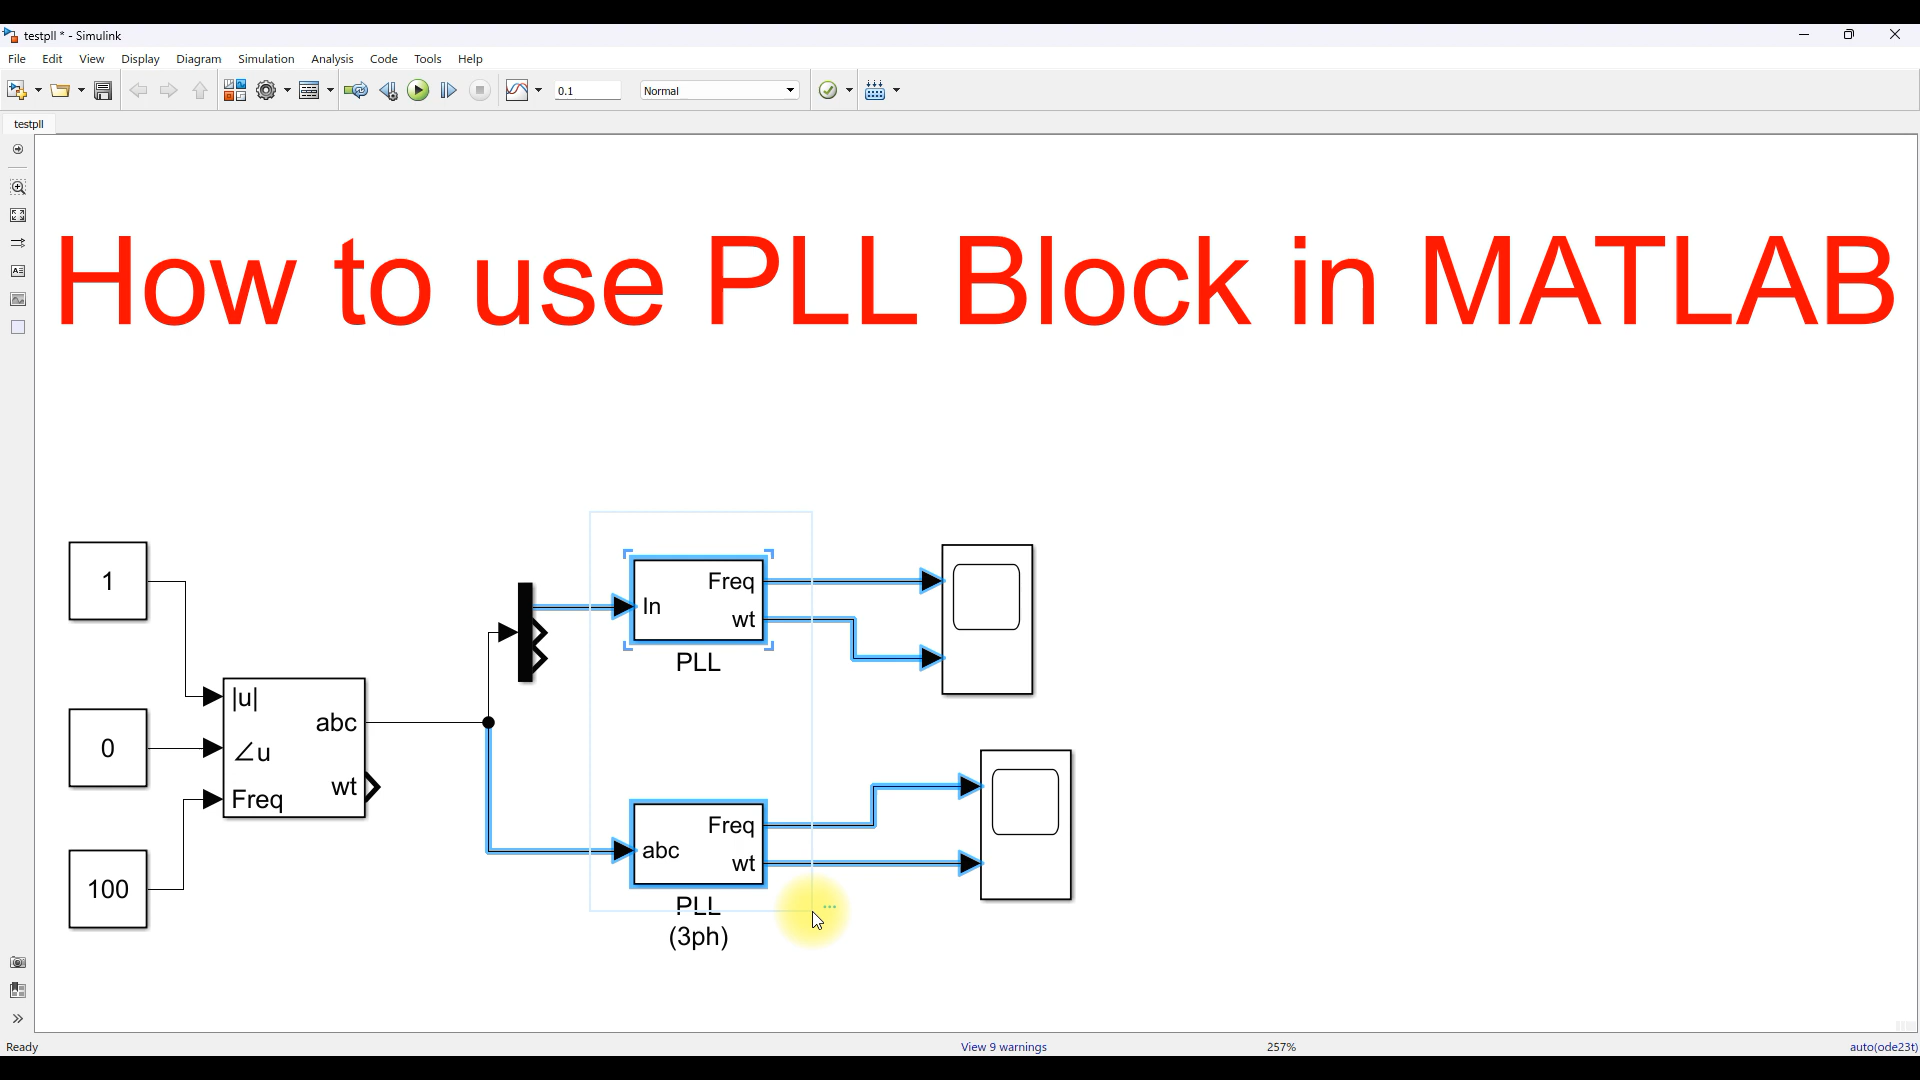 testpll * - Simulink
File Edit View Display Diagram Simulation Analysis Code Tools Help
0.1 Normal
testpll
How to use PLL Block in MATLAB
1
0
100
|u|
∠u
Freq
abc
wt
In
Freq
wt
PLL
abc
Freq
wt
PLL
(3ph)
Ready View 9 warnings 257% auto(ode23t)